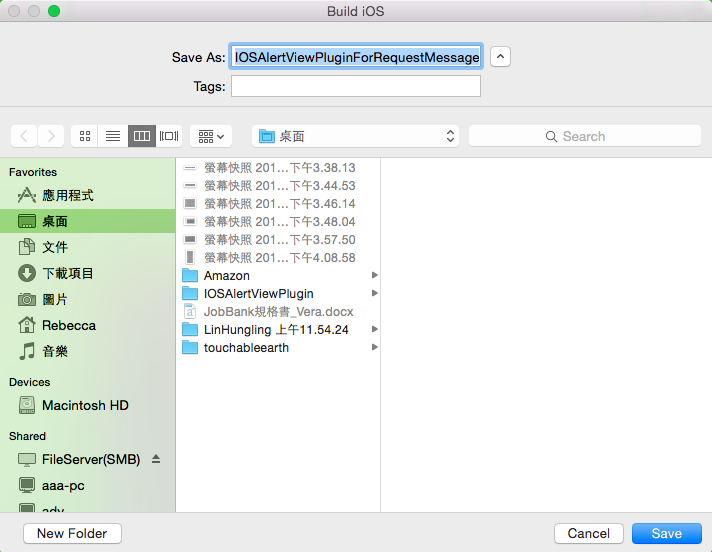 Build iOS
Save As: IOSAlertViewPluginForRequestMessage
Tags:
桌面
Search
Favorites
應用程式
桌面
文件
下載項目
圖片
Rebecca
音樂
Devices
Macintosh HD
Shared
FileServer(SMB)
aaa-pc
adv
螢幕快照 201...下午3.38.13
螢幕快照 201...下午3.44.53
螢幕快照 201...下午3.46.14
螢幕快照 201...下午3.48.04
螢幕快照 201...下午3.57.50
螢幕快照 201...下午4.08.58
Amazon
IOSAlertViewPlugin
JobBank規格書_Vera.docx
LinHungling 上午11.54.24
touchableearth
New Folder
Cancel
Save